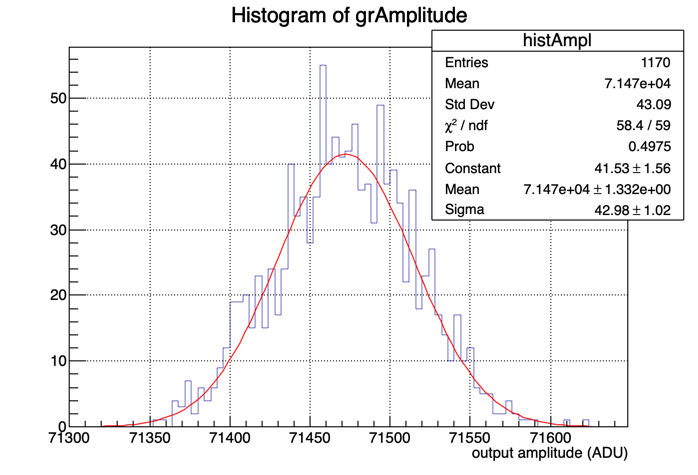 Histogram of grAmplitude
histAmpl
Entries 1170
Mean 7.147e+04
Std Dev 43.09
χ² / ndf 58.4 / 59
Prob 0.4975
Constant 41.53 ± 1.56
Mean 7.147e+04 ± 1.332e+00
Sigma 42.98 ± 1.02
50
40
30
20
10
0
71300 71350 71400 71450 71500 71550 71600
output amplitude (ADU)